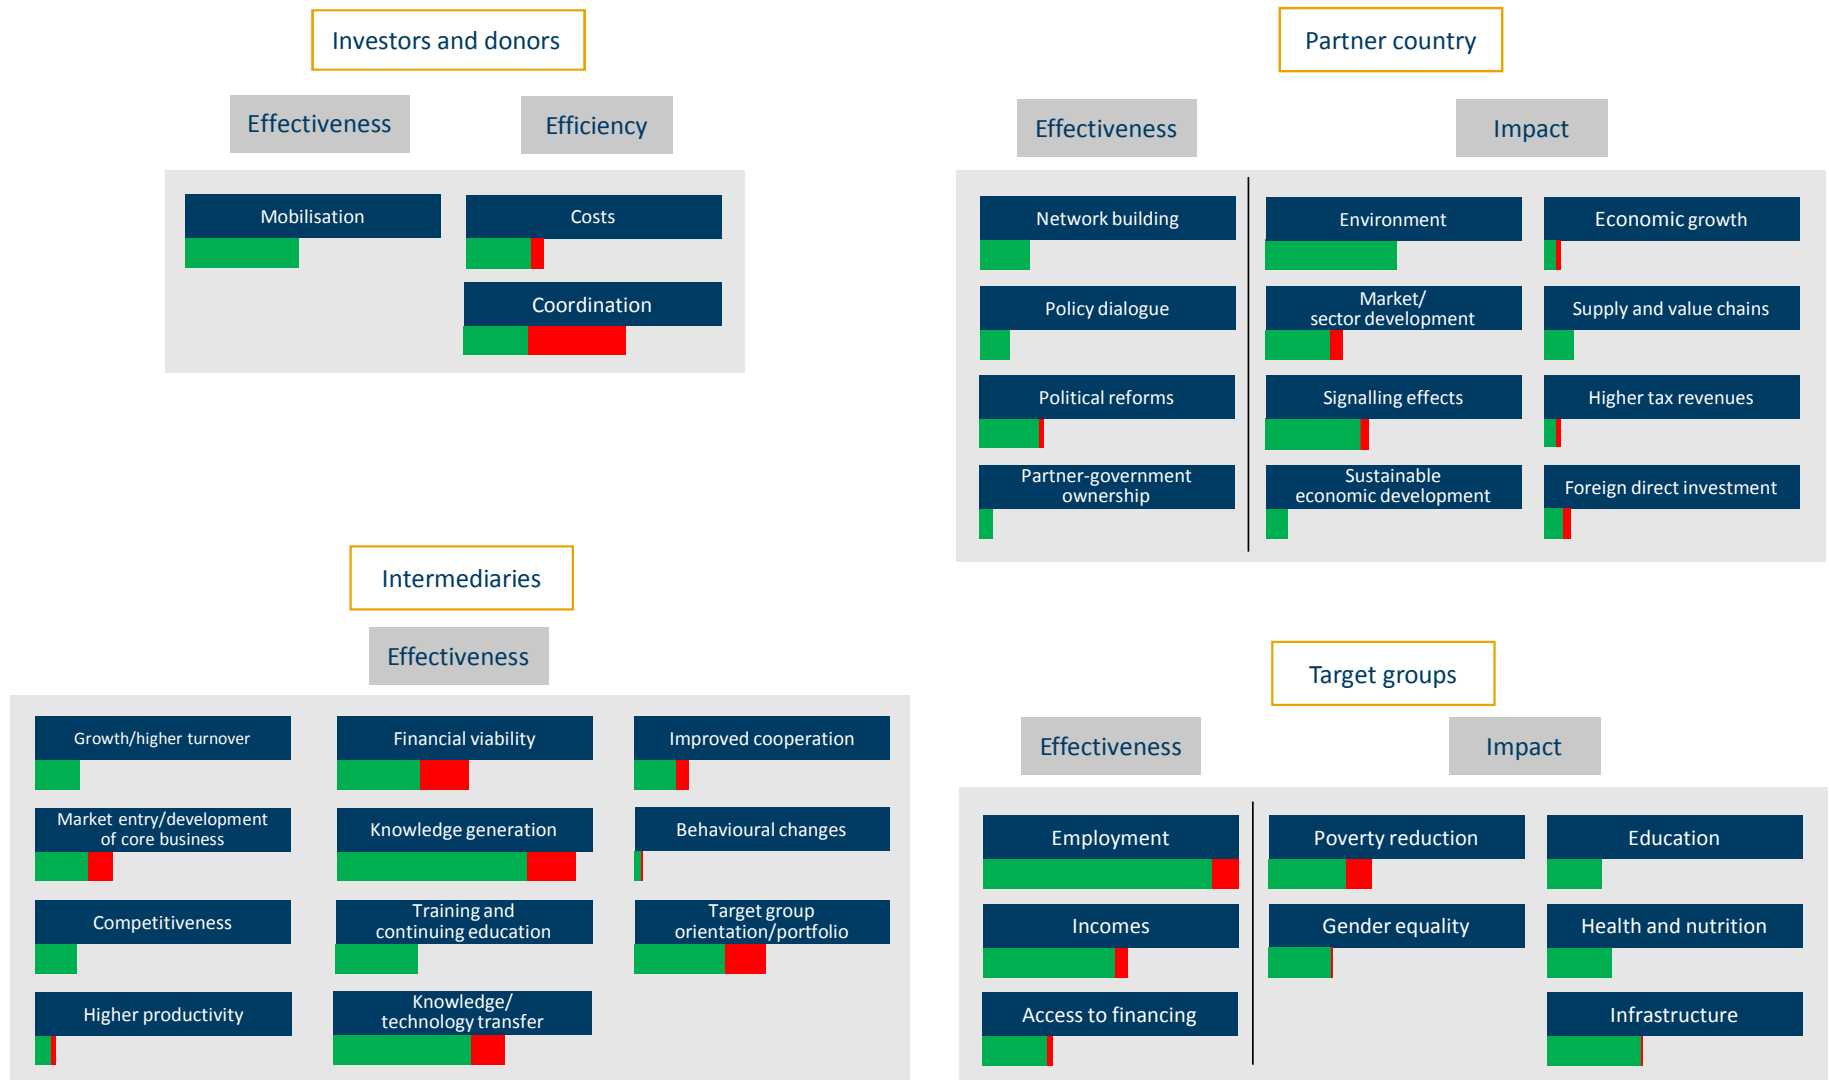 Investors and donors
Effectiveness
Efficiency
Mobilisation
Costs
Coordination
Partner country
Effectiveness
Impact
Network building
Environment
Economic growth
Policy dialogue
Market/
sector development
Supply and value chains
Political reforms
Signalling effects
Higher tax revenues
Partner-government
ownership
Sustainable
economic development
Foreign direct investment
Intermediaries
Effectiveness
Growth/higher turnover
Financial viability
Improved cooperation
Market entry/development
of core business
Knowledge generation
Behavioural changes
Competitiveness
Training and
continuing education
Target group
orientation/portfolio
Higher productivity
Knowledge/
technology transfer
Target groups
Effectiveness
Impact
Employment
Poverty reduction
Education
Incomes
Gender equality
Health and nutrition
Access to financing
Infrastructure